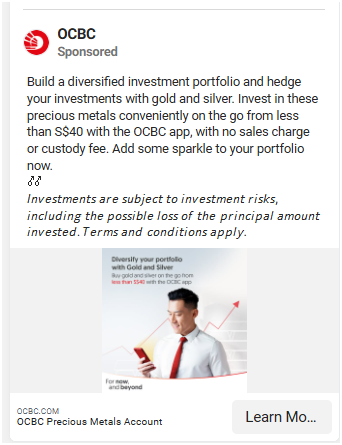 OCBC
Sponsored
Build a diversified investment portfolio and hedge
your investments with gold and silver. Invest in these
precious metals conveniently on the go from less
than S$40 with the OCBC app, with no sales charge
or custody fee. Add some sparkle to your portfolio
now.
Investments are subject to investment risks,
including the possible loss of the principal amount
invested. Terms and conditions apply.
Diversify your portfolio
with Gold and Silver
Buy gold and silver on the go from
less than S$40 with the OCBC app
For now,
and beyond
OCBC.COM
OCBC Precious Metals Account
Learn Mo...